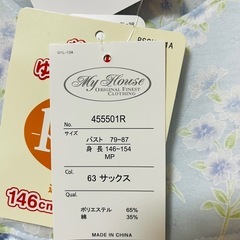 My House
ORIGINAL FINEST
CLOTHING
No.
455501R
サイズ
バスト 79~87
身長 146~154
MP
Col.
63 サックス
Qual.
ポリエステル 65%
綿 35%
MADE IN CHINA
ゆ
146cm